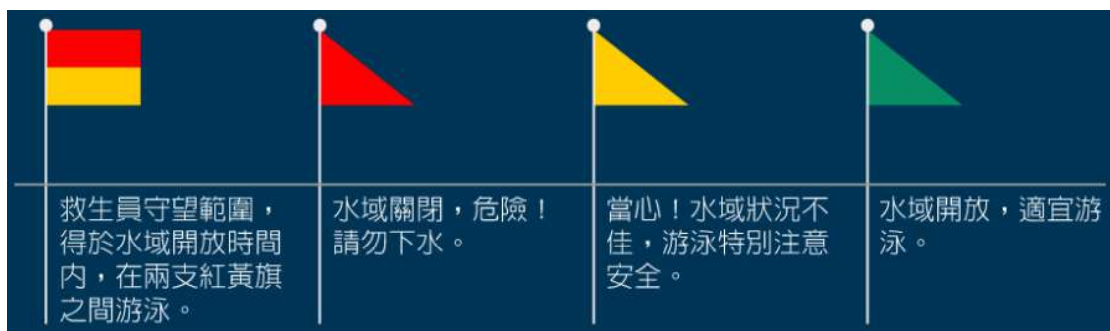 救生員守望範圍，
得於水域開放時間
內，在兩支紅黃旗
之間游泳。
水域關閉，危險！
請勿下水。
當心！水域狀況不
佳，游泳特別注意
安全。
水域開放，適宜游
泳。